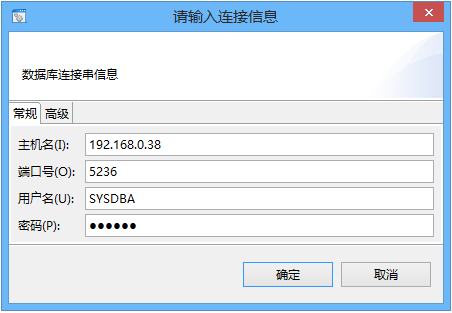 请输入连接信息
数据库连接串信息
常规 高级
主机名(I): 192.168.0.38
端口号(O): 5236
用户名(U): SYSDBA
密码(P): ●●●●●●
确定 取消